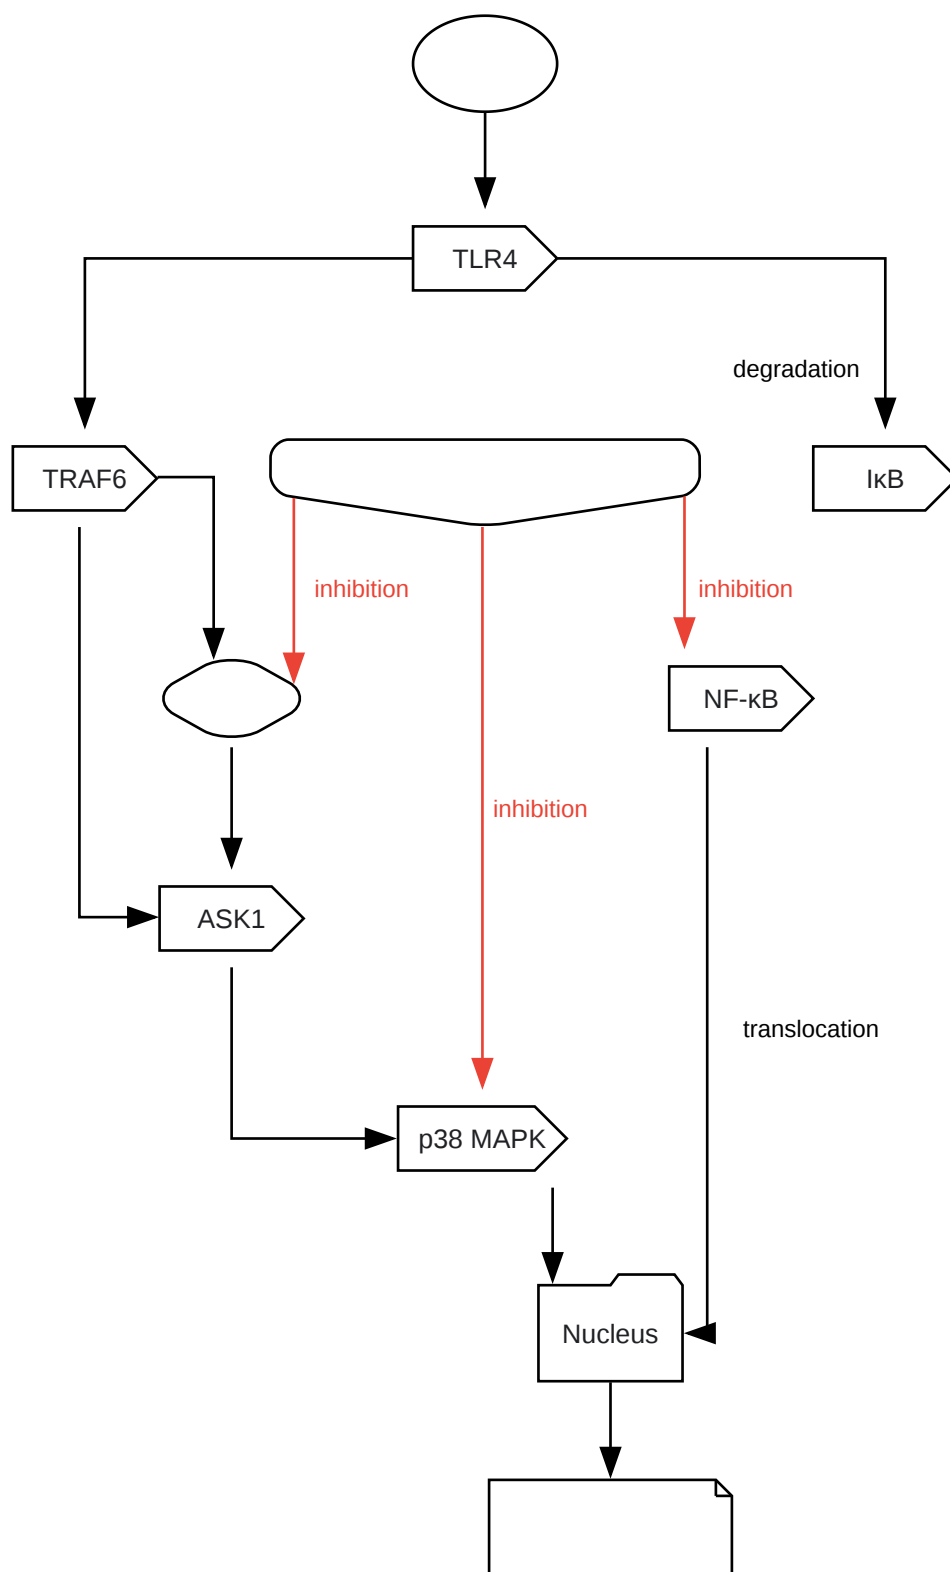 TLR4
degradation
TRAF6
IκB
inhibition
inhibition
NF-κB
inhibition
ASK1
translocation
p38 MAPK
Nucleus